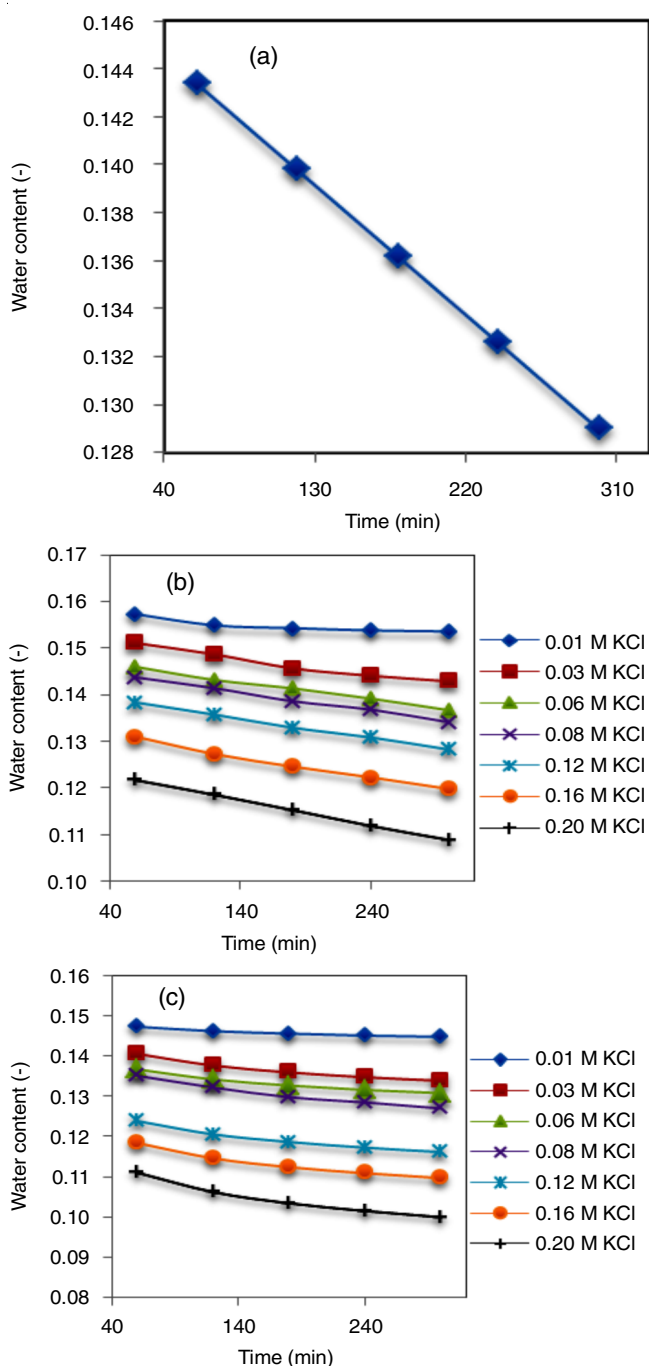 0.146
(a)
0.144
0.142
0.140
0.138
0.136
0.134
0.132
0.130
0.128
Water content (-)
40 130 220 310
Time (min)
0.17
(b)
0.16
0.15
0.14
0.13
0.12
0.11
0.10
Water content (-)
0.01 M KCl
0.03 M KCl
0.06 M KCl
0.08 M KCl
0.12 M KCl
0.16 M KCl
0.20 M KCl
40 140 240
Time (min)
0.16
(c)
0.15
0.14
0.13
0.12
0.11
0.10
0.09
0.08
Water content (-)
0.01 M KCl
0.03 M KCl
0.06 M KCl
0.08 M KCl
0.12 M KCl
0.16 M KCl
0.20 M KCl
40 140 240
Time (min)